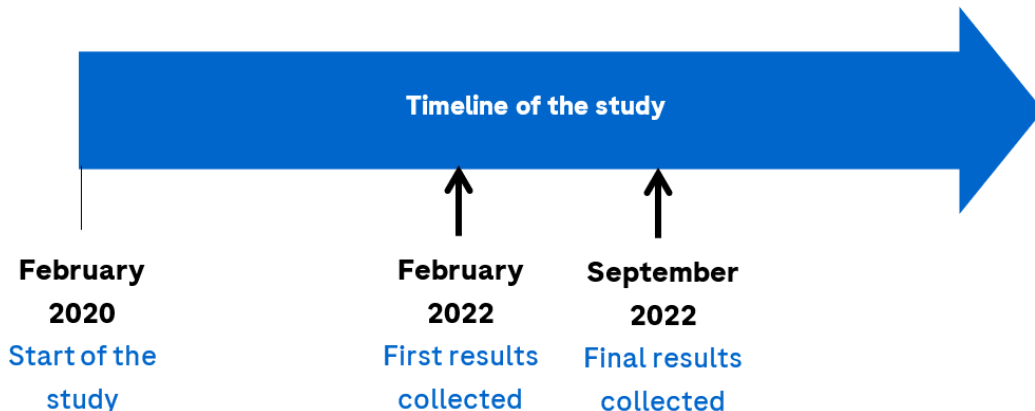 Timeline of the study
February
2020
Start of the
study
February
2022
First results
collected
September
2022
Final results
collected